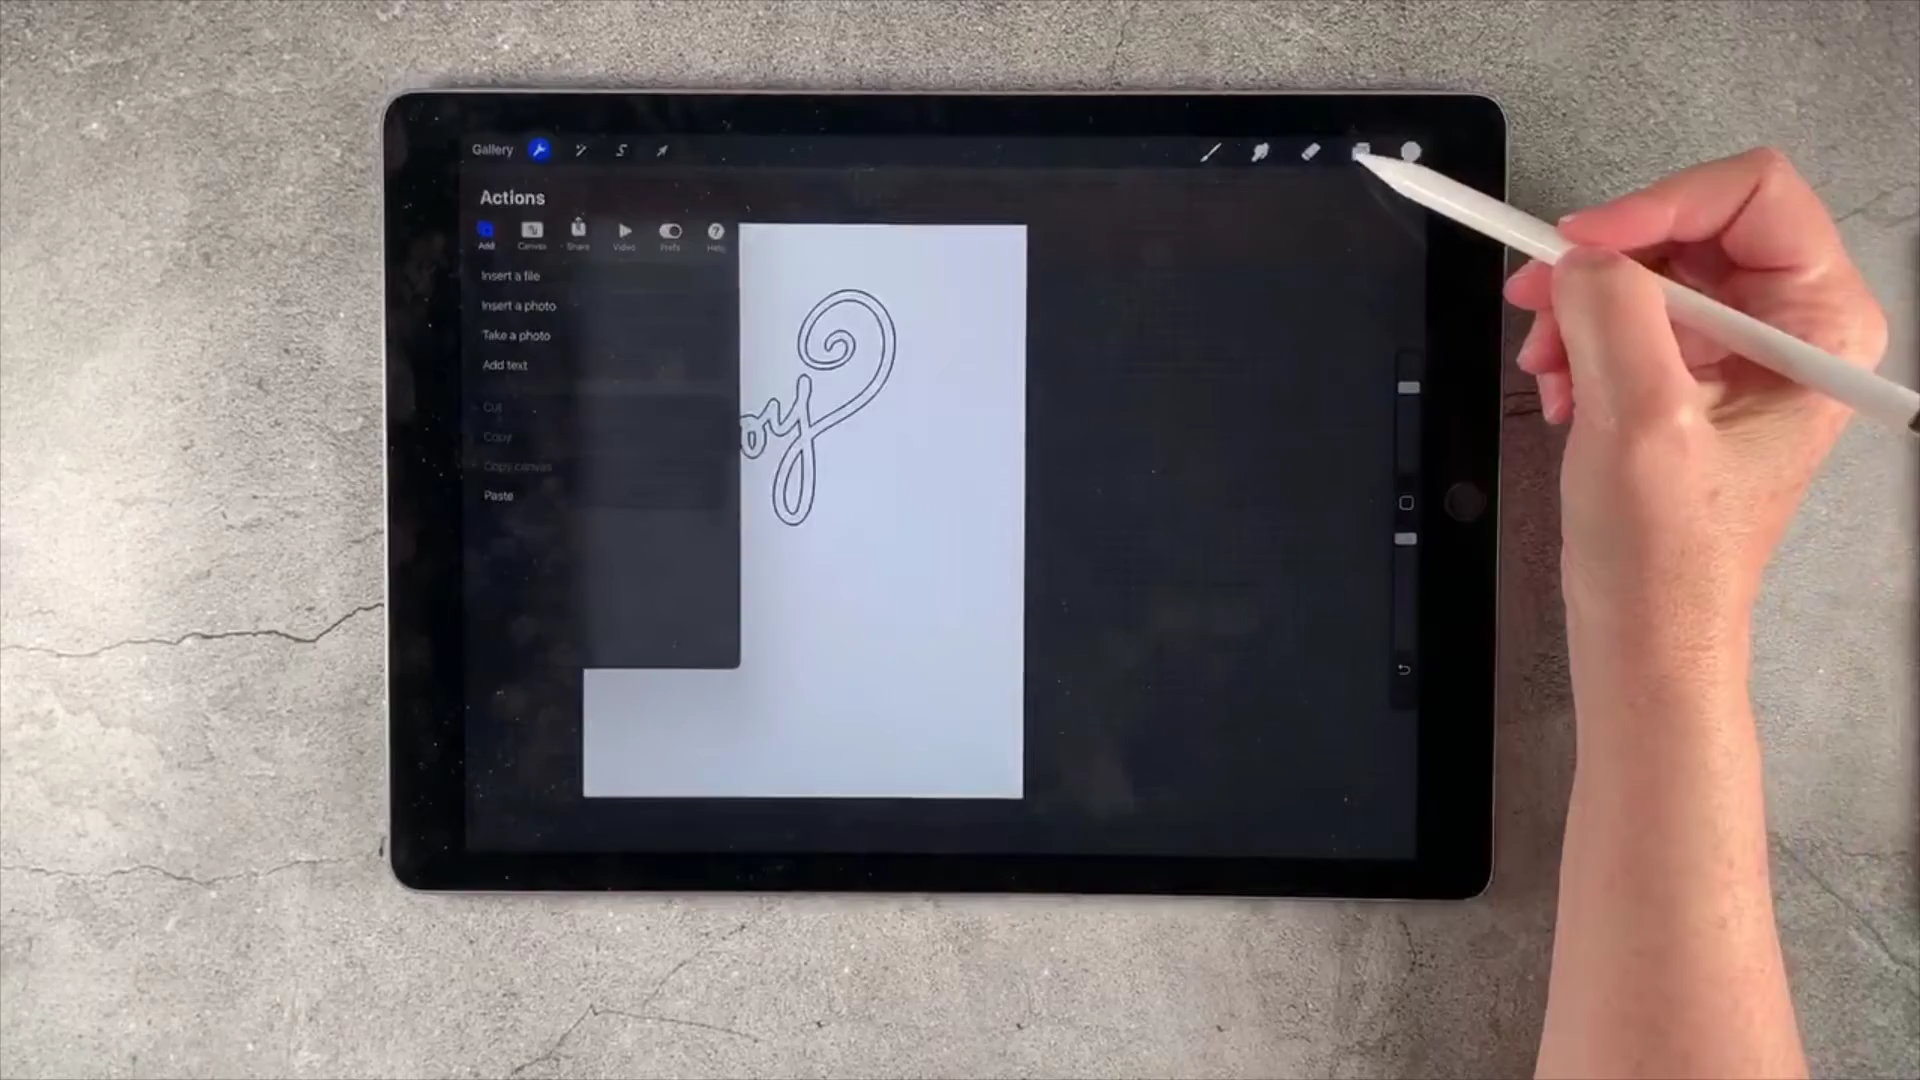 Gallery
Actions
Add Canvas Share Video Prefs Help
Insert a file
Insert a photo
Take a photo
Add text
Cut
Copy
Copy canvas
Paste
oy